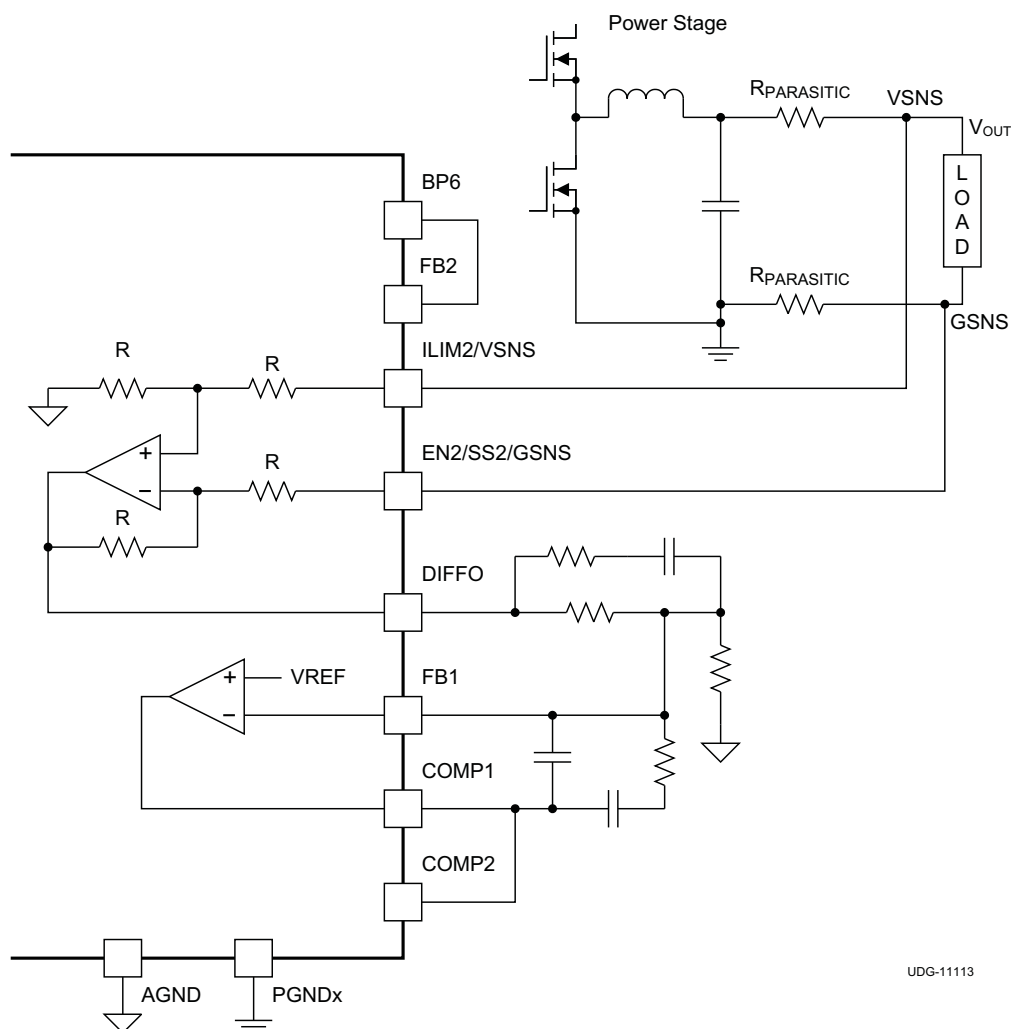 Power Stage
RPARASITIC
VSNS
VOUT
BP6
L
O
A
D
FB2
RPARASITIC
GSNS
ILIM2/VSNS
R
R
+
EN2/SS2/GSNS
R
−
R
DIFFO
+
VREF
FB1
−
COMP1
COMP2
AGND
PGNDx
UDG-11113